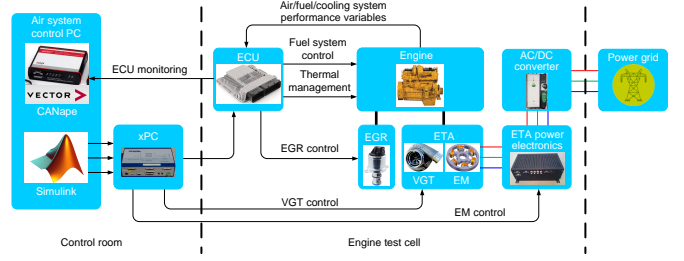 Air/fuel/cooling system
performance variables
Air system
control PC
ECU monitoring
VECTOR
CANape
Simulink
xPC
ECU
Fuel system
control
Thermal
management
Engine
AC/DC
converter
Power grid
EGR control
EGR
ETA
VGT
EM
ETA power
electronics
VGT control
EM control
Control room
Engine test cell